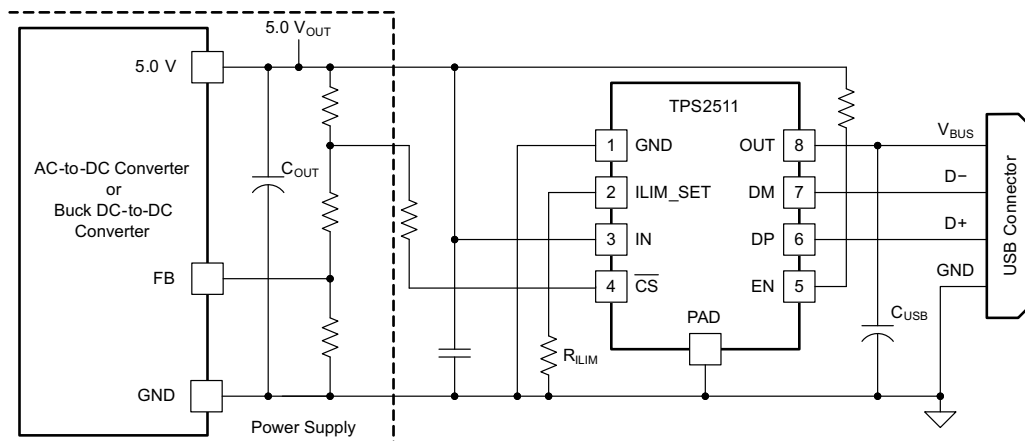 5.0 V_OUT
5.0 V
AC-to-DC Converter
or
Buck DC-to-DC
Converter
C_OUT
FB
GND
Power Supply
TPS2511
1 GND
2 ILIM_SET
3 IN
4 C̅S̅
OUT 8
DM 7
DP 6
EN 5
PAD
R_ILIM
C_USB
V_BUS
D−
D+
GND
USB Connector